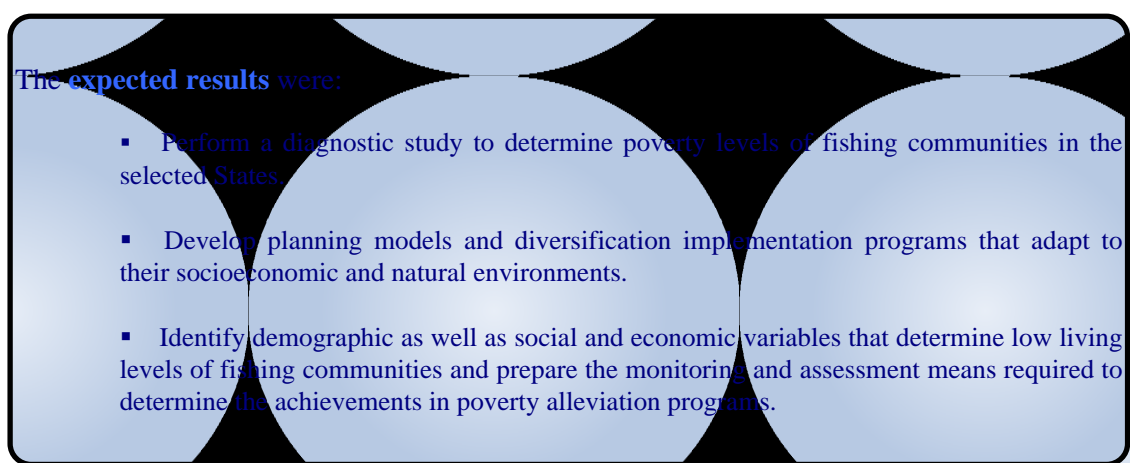 The expected results were:
▪ Perform a diagnostic study to determine poverty levels of fishing communities in the
selected States.
▪ Develop planning models and diversification implementation programs that adapt to
their socioeconomic and natural environments.
▪ Identify demographic as well as social and economic variables that determine low living
levels of fishing communities and prepare the monitoring and assessment means required to
determine the achievements in poverty alleviation programs.